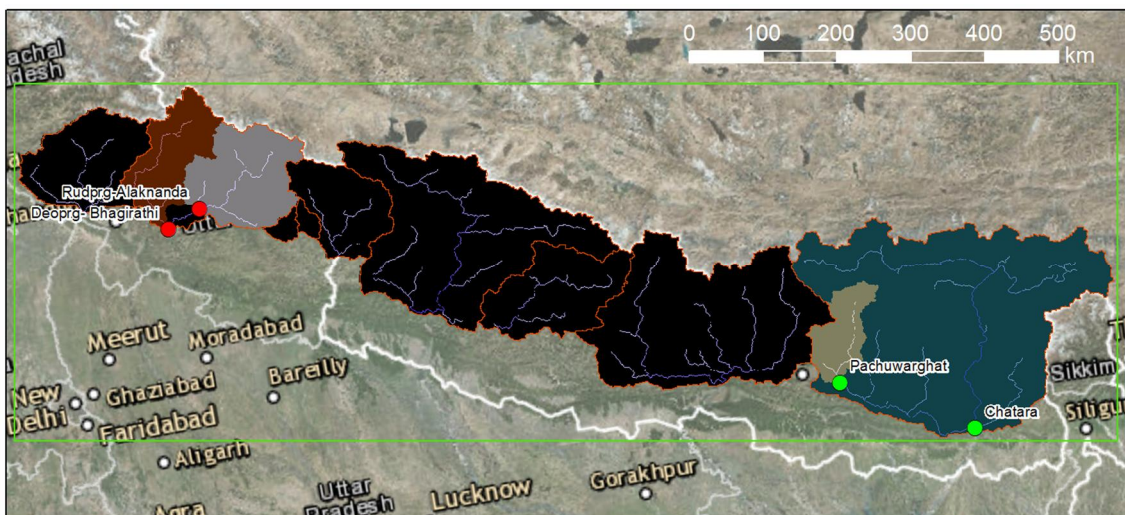 0 100 200 300 400 500
km
Rudprg-Alaknanda
Deoprg- Bhagirathi
Pachuwarghat
Chatara
Sikkim
Meerut
Moradabad
New
Delhi
Ghaziabad
Bareilly
Faridabad
Aligarh
Uttar
Pradesh
Lucknow
Gorakhpur